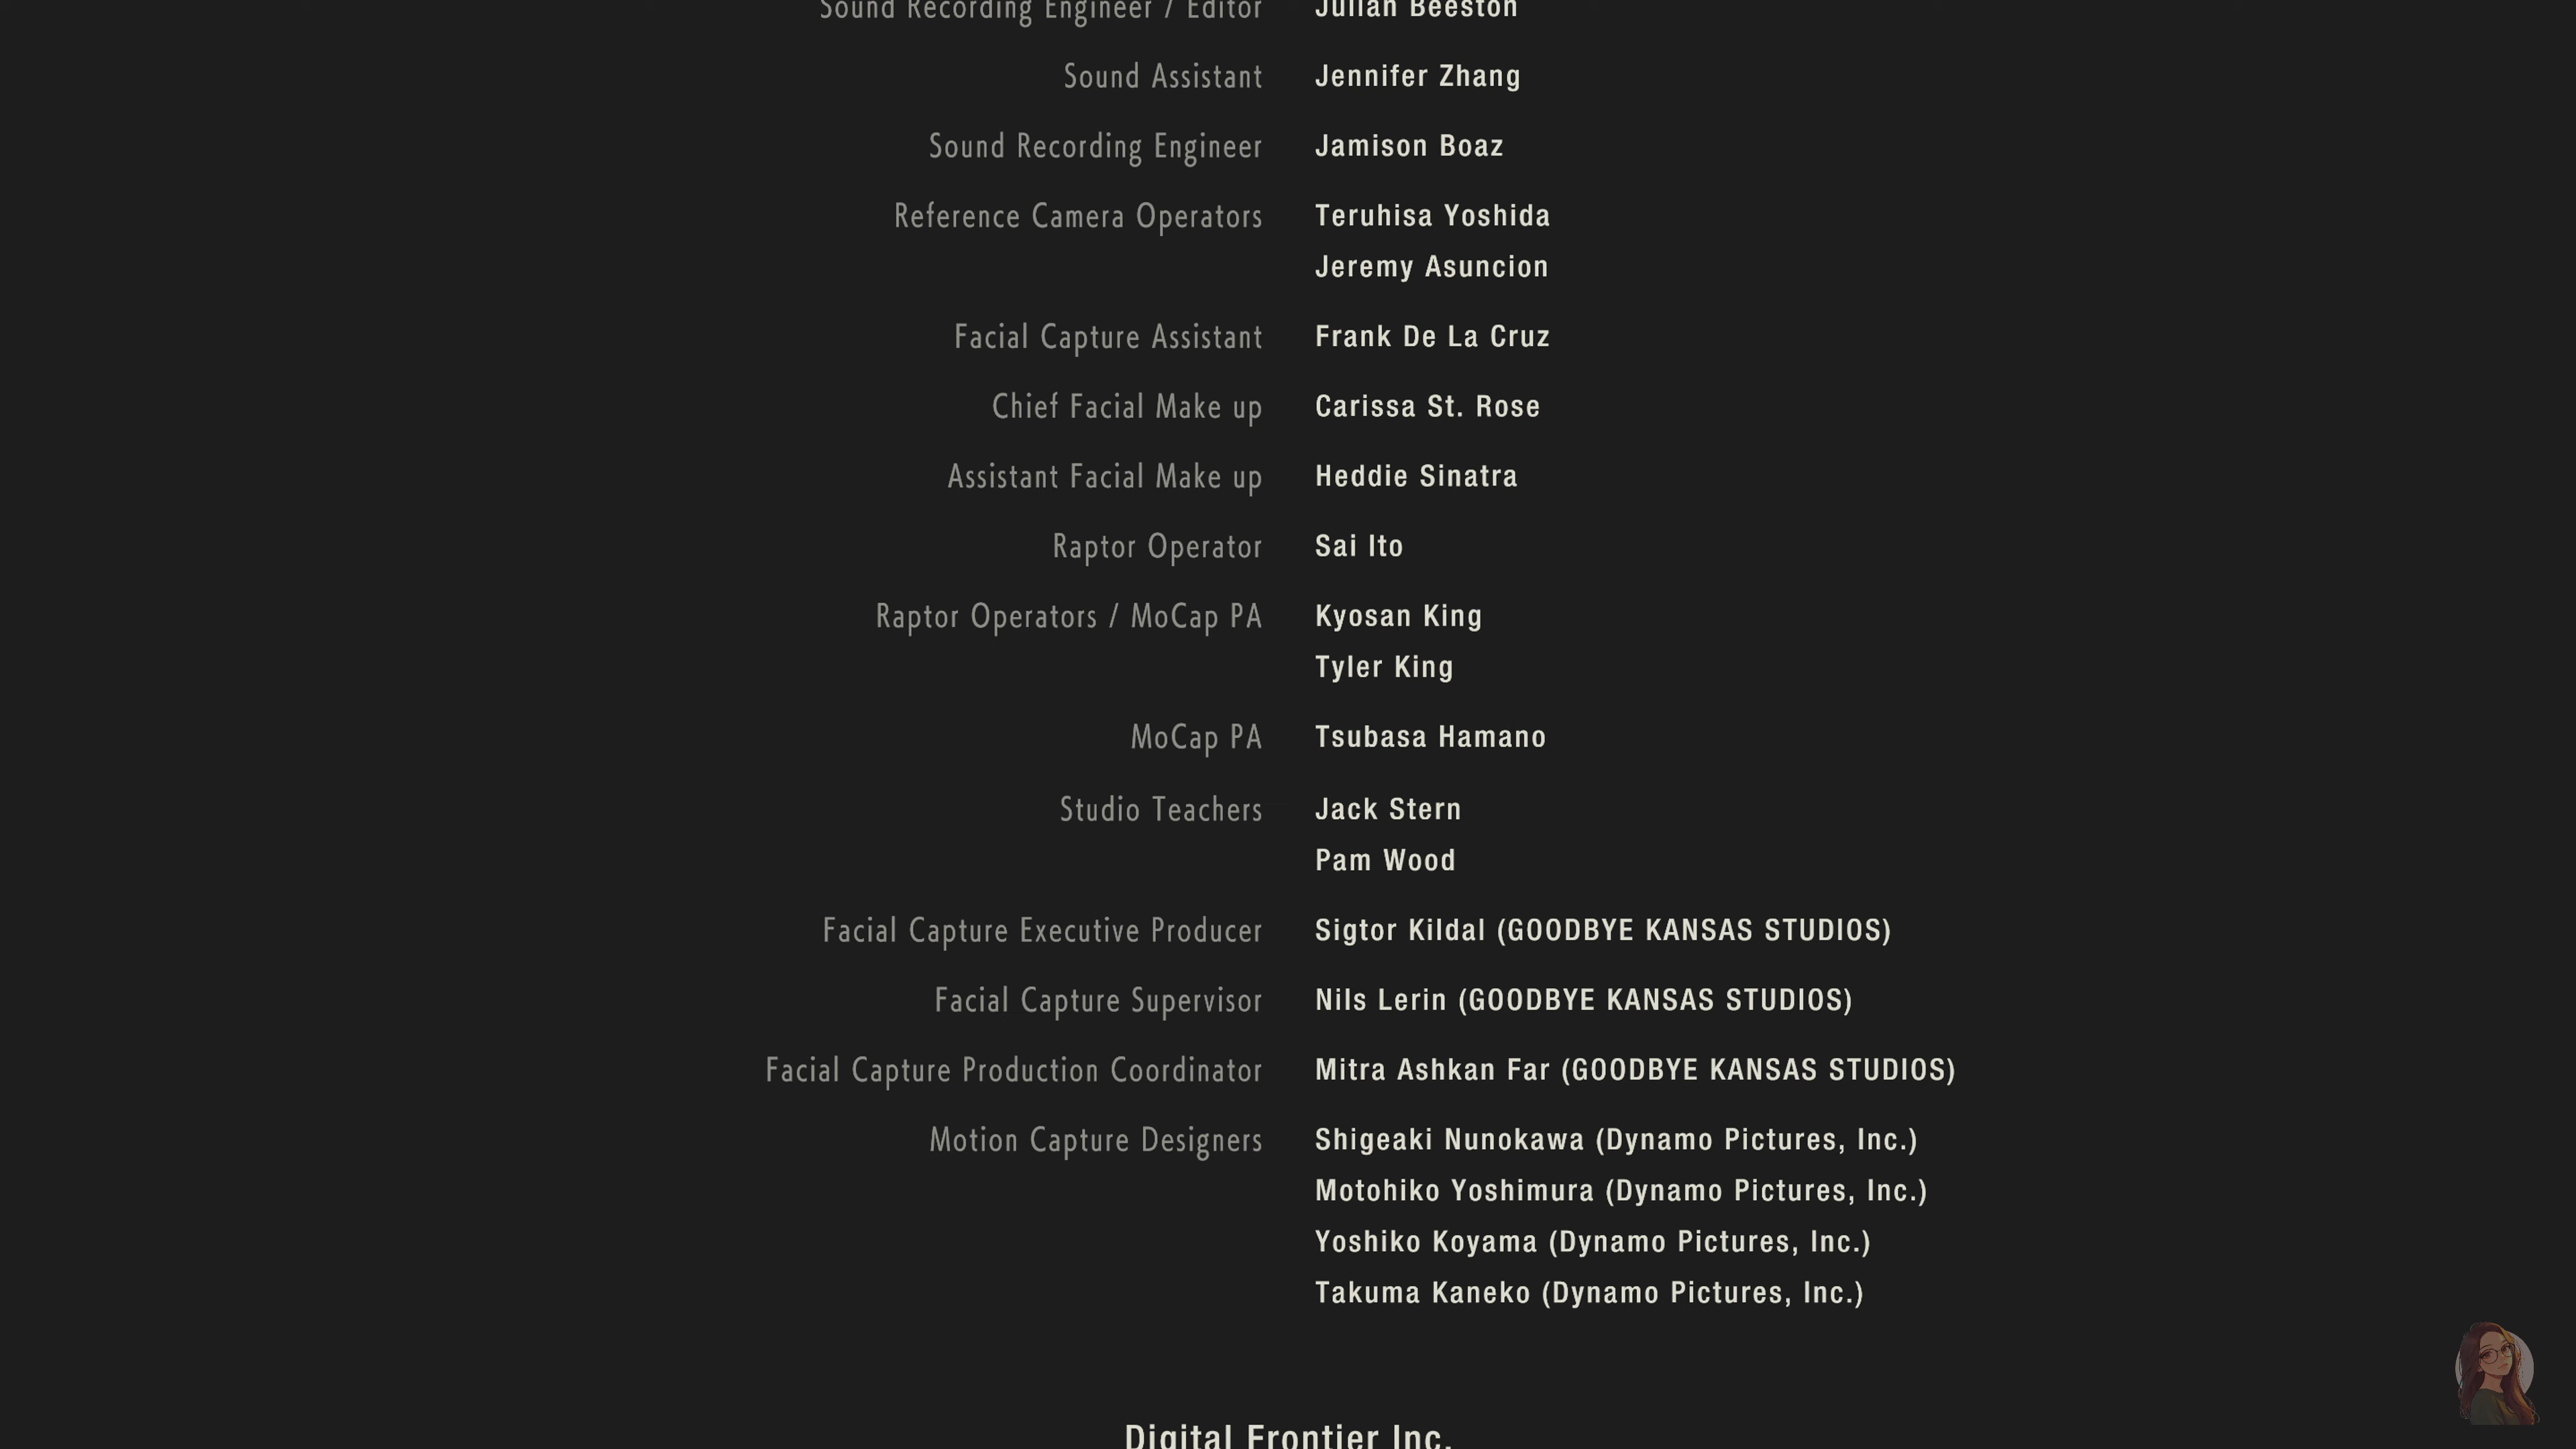 Sound Recording Engineer / Editor Julian Beeston
Sound Assistant Jennifer Zhang
Sound Recording Engineer Jamison Boaz
Reference Camera Operators Teruhisa Yoshida
Jeremy Asuncion
Facial Capture Assistant Frank De La Cruz
Chief Facial Make up Carissa St. Rose
Assistant Facial Make up Heddie Sinatra
Raptor Operator Sai Ito
Raptor Operators / MoCap PA Kyosan King
Tyler King
MoCap PA Tsubasa Hamano
Studio Teachers Jack Stern
Pam Wood
Facial Capture Executive Producer Sigtor Kildal (GOODBYE KANSAS STUDIOS)
Facial Capture Supervisor Nils Lerin (GOODBYE KANSAS STUDIOS)
Facial Capture Production Coordinator Mitra Ashkan Far (GOODBYE KANSAS STUDIOS)
Motion Capture Designers Shigeaki Nunokawa (Dynamo Pictures, Inc.)
Motohiko Yoshimura (Dynamo Pictures, Inc.)
Yoshiko Koyama (Dynamo Pictures, Inc.)
Takuma Kaneko (Dynamo Pictures, Inc.)
Digital Frontier Inc.